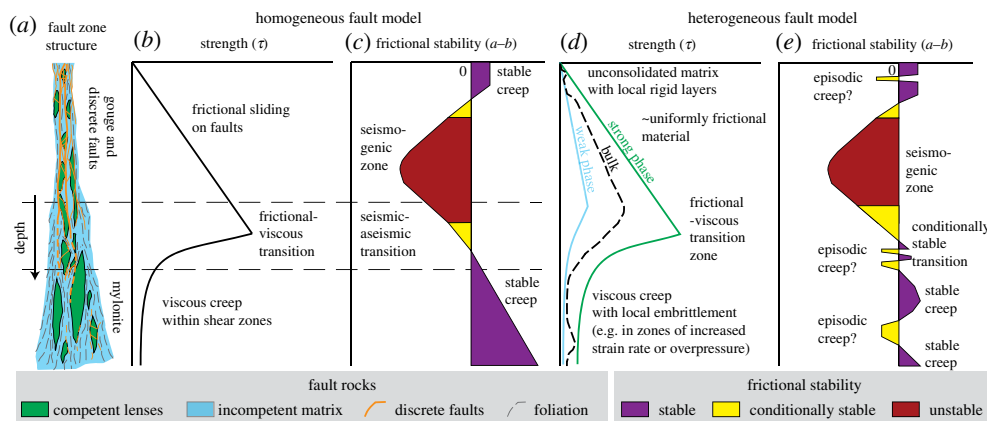 homogeneous fault model
heterogeneous fault model
(a)
fault zone
structure
gouge and
discrete faults
depth
mylonite
(b)
strength (τ)
frictional sliding
on faults
frictional-
viscous
transition
viscous creep
within shear zones
(c)
frictional stability (a–b)
0
stable
creep
seismo-
genic
zone
seismic-
aseismic
transition
stable
creep
(d)
strength (τ)
unconsolidated matrix
with local rigid layers
~uniformly frictional
material
weak phase
bulk
strong phase
frictional
-viscous
transition
zone
viscous creep
with local embrittlement
(e.g. in zones of increased
strain rate or overpressure)
(e)
frictional stability (a–b)
0
episodic
creep?
stable
creep
seismo-
genic
zone
conditionally
stable
transition
episodic
creep?
stable
creep
episodic
creep?
stable
creep
fault rocks
competent lenses
incompetent matrix
discrete faults
foliation
frictional stability
stable
conditionally stable
unstable